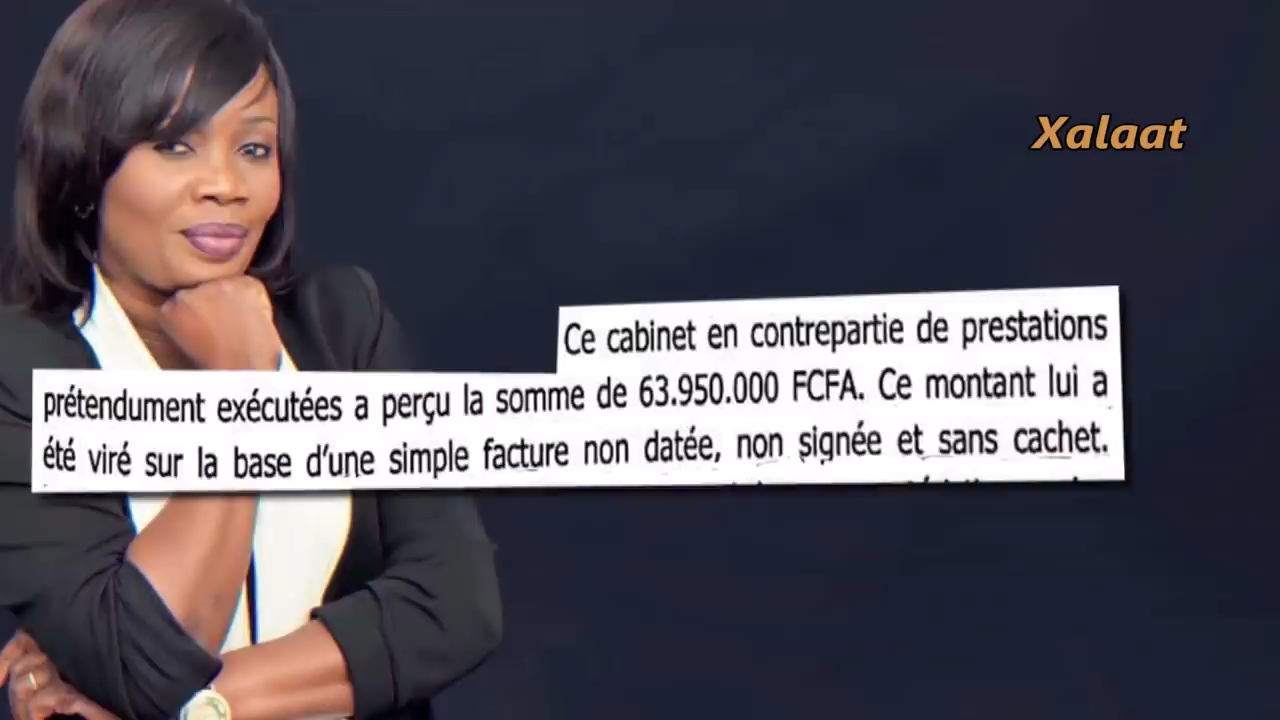 Xalaat
Ce cabinet en contrepartie de prestations
prétendument exécutées a perçu la somme de 63.950.000 FCFA. Ce montant lui a
été viré sur la base d'une simple facture non datée, non signée et sans cachet.